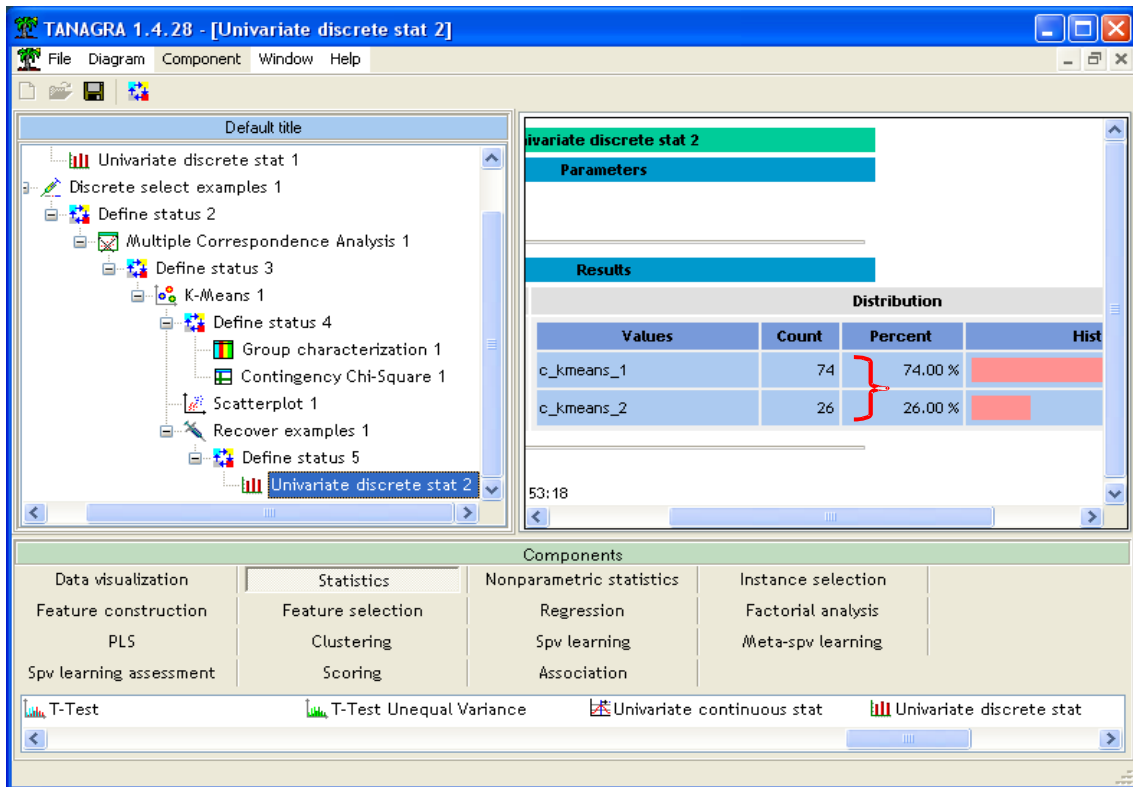 TANAGRA 1.4.28 - [Univariate discrete stat 2]
File Diagram Component Window Help
Default title
Univariate discrete stat 1
Discrete select examples 1
Define status 2
Multiple Correspondence Analysis 1
Define status 3
K-Means 1
Define status 4
Group characterization 1
Contingency Chi-Square 1
Scatterplot 1
Recover examples 1
Define status 5
Univariate discrete stat 2
ivariate discrete stat 2
Parameters
Results
Distribution
Values Count Percent Hist
c_kmeans_1 74 74.00 %
c_kmeans_2 26 26.00 %
53:18
Components
Data visualization Statistics Nonparametric statistics Instance selection
Feature construction Feature selection Regression Factorial analysis
PLS Clustering Spv learning Meta-spv learning
Spv learning assessment Scoring Association
T-Test T-Test Unequal Variance Univariate continuous stat Univariate discrete stat